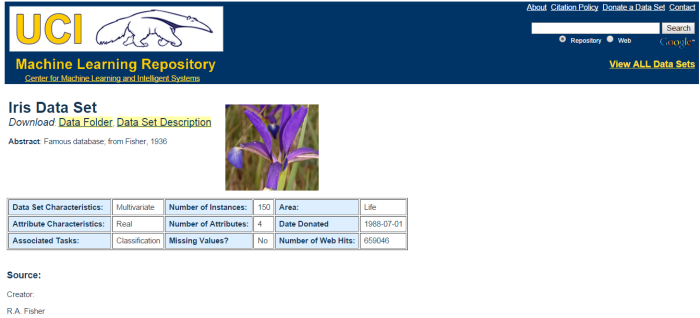 About Citation Policy Donate a Data Set Contact
UCI
Search
Repository Web Google™
Machine Learning Repository
Center for Machine Learning and Intelligent Systems
View ALL Data Sets
Iris Data Set
Download: Data Folder, Data Set Description
Abstract: Famous database; from Fisher, 1936
Data Set Characteristics: Multivariate Number of Instances: 150 Area: Life
Attribute Characteristics: Real Number of Attributes: 4 Date Donated 1988-07-01
Associated Tasks: Classification Missing Values? No Number of Web Hits: 659046
Source:
Creator:
R.A. Fisher